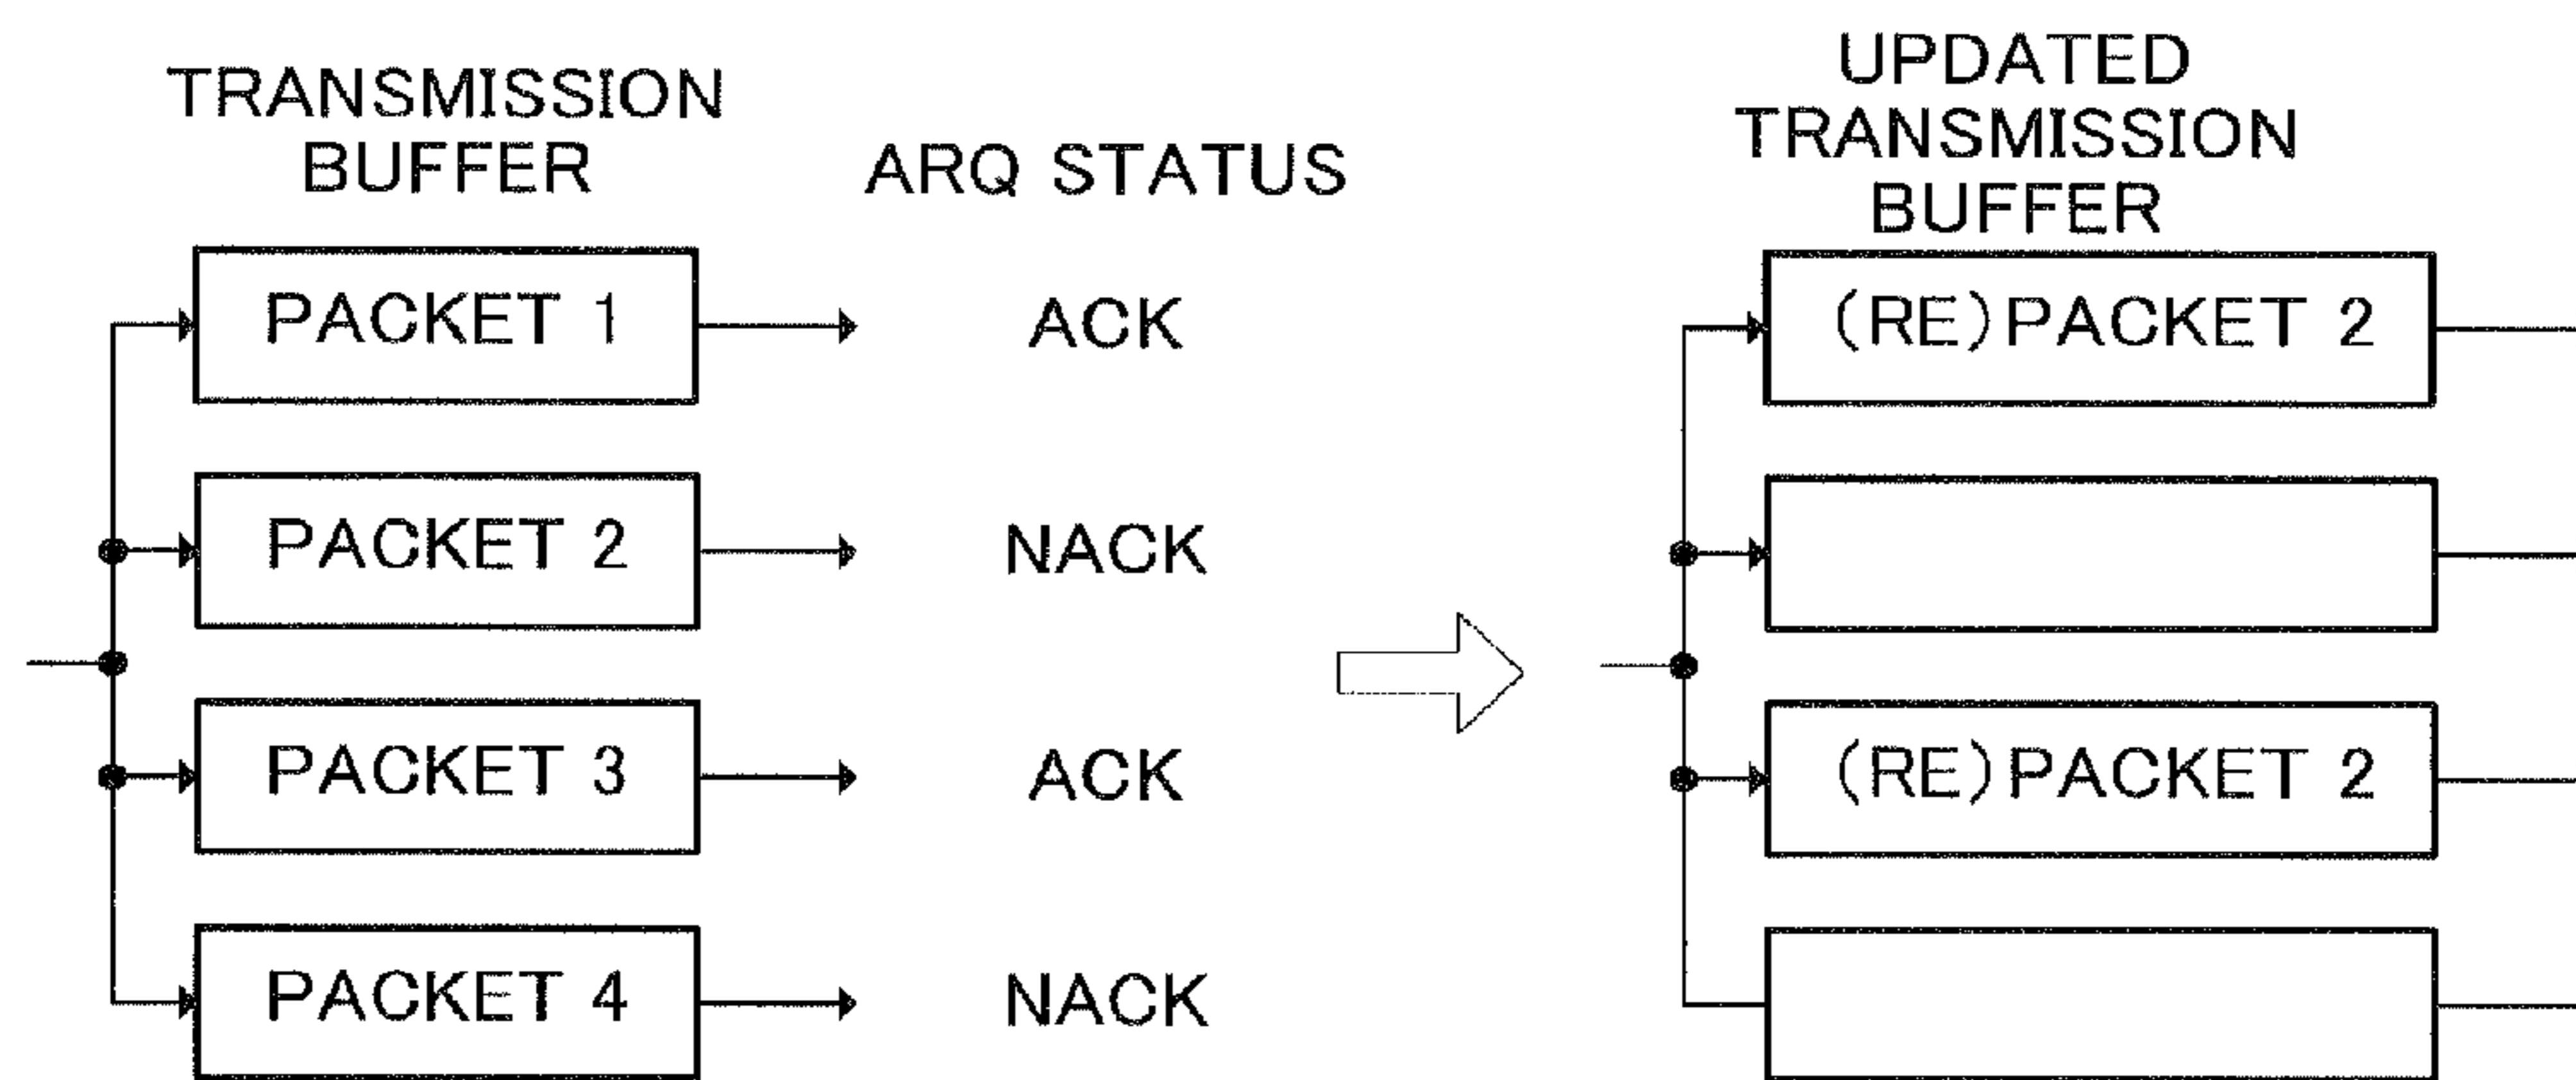 TRANSMISSION
BUFFER
ARQ STATUS
PACKET 1
ACK
PACKET 2
NACK
PACKET 3
ACK
PACKET 4
NACK
UPDATED
TRANSMISSION
BUFFER
(RE)PACKET 2
(RE)PACKET 2